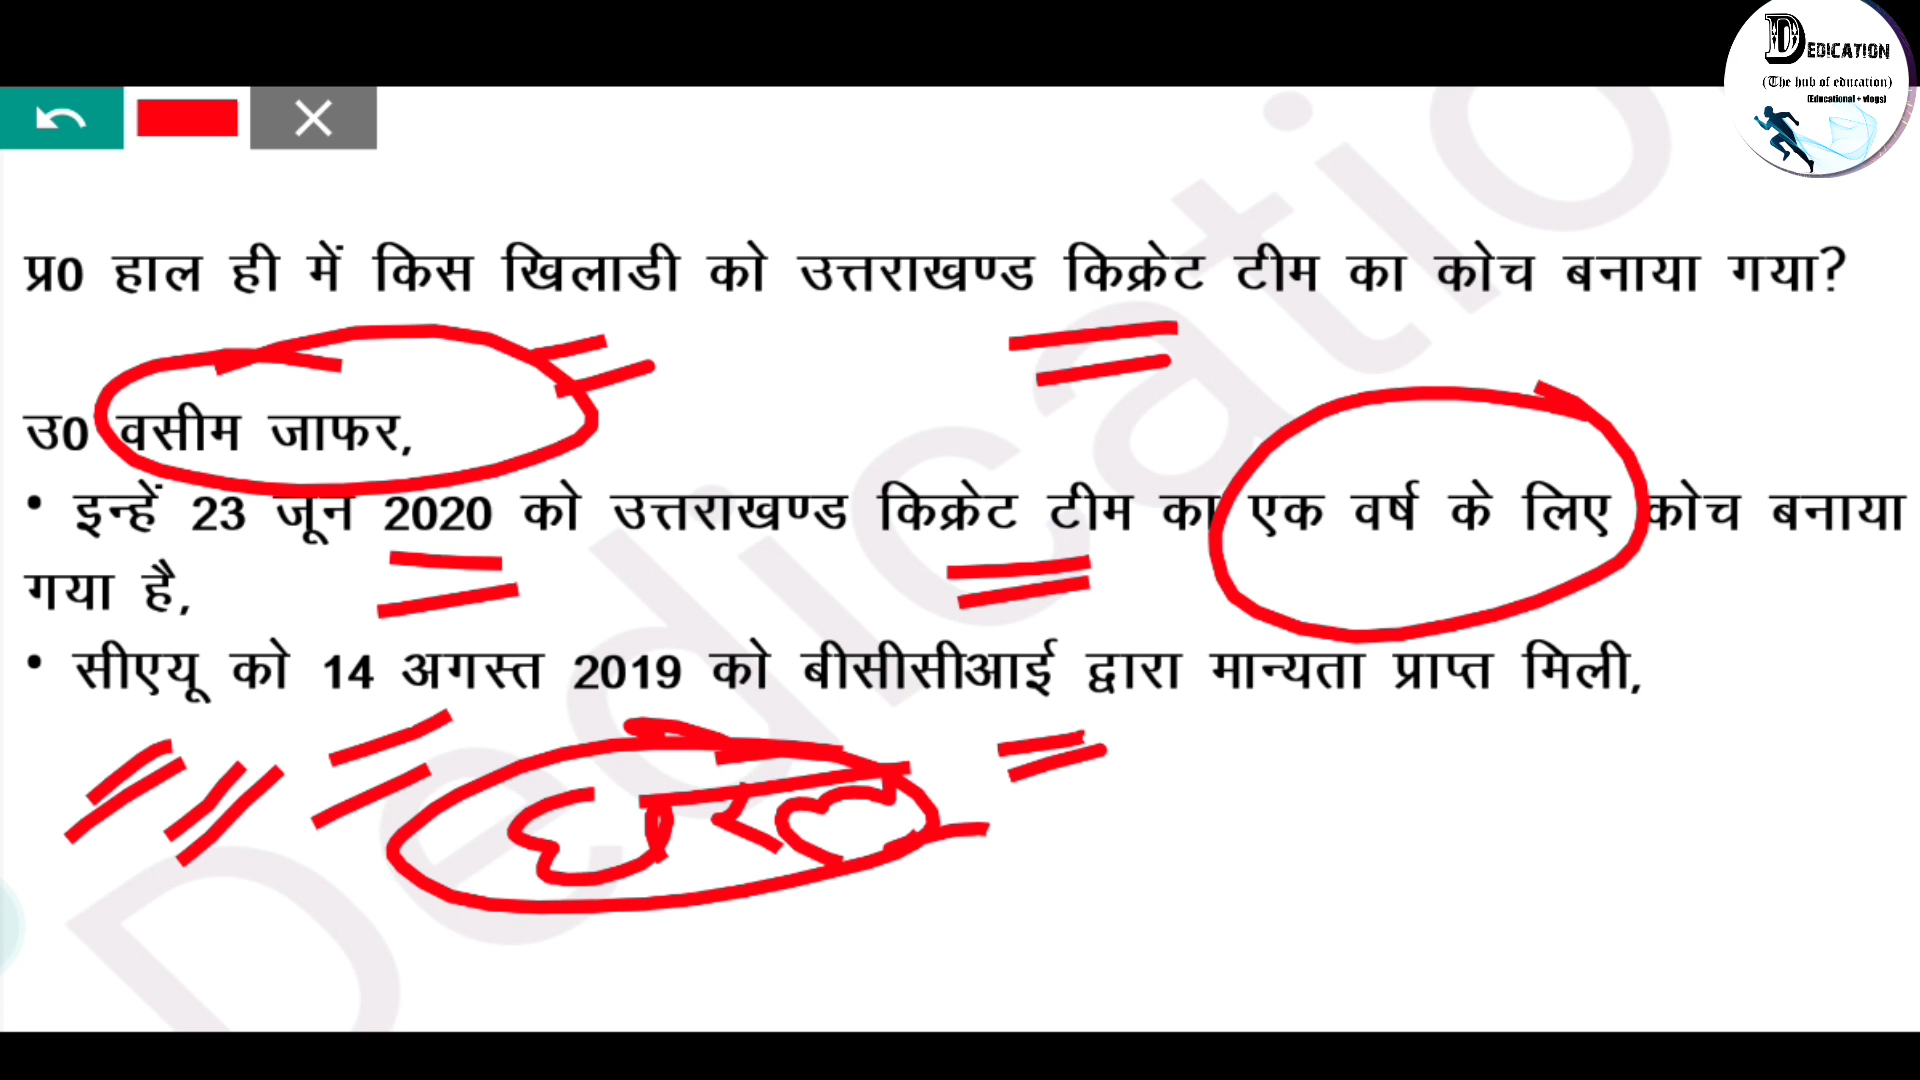 DEDICATION
(The hub of education)
(Educational + vlogs)
प्र0 हाल ही में किस खिलाडी को उत्तराखण्ड किक्रेट टीम का कोच बनाया गया?
उ0 वसीम जाफर,
• इन्हें 23 जून 2020 को उत्तराखण्ड किक्रेट टीम का एक वर्ष के लिए कोच बनाया
गया है,
• सीएयू को 14 अगस्त 2019 को बीसीसीआई द्वारा मान्यता प्राप्त मिली,
Dedicatio